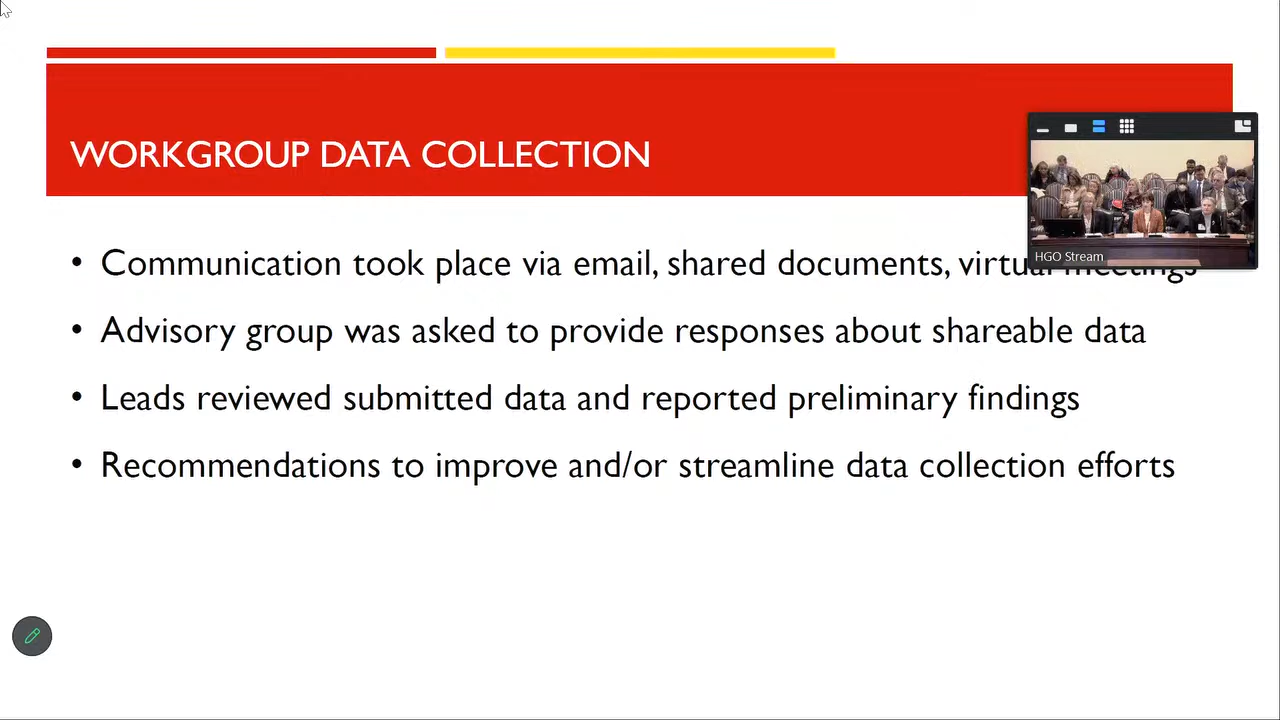 WORKGROUP DATA COLLECTION
HGO Stream
• Communication took place via email, shared documents, virtual meetings
• Advisory group was asked to provide responses about shareable data
• Leads reviewed submitted data and reported preliminary findings
• Recommendations to improve and/or streamline data collection efforts